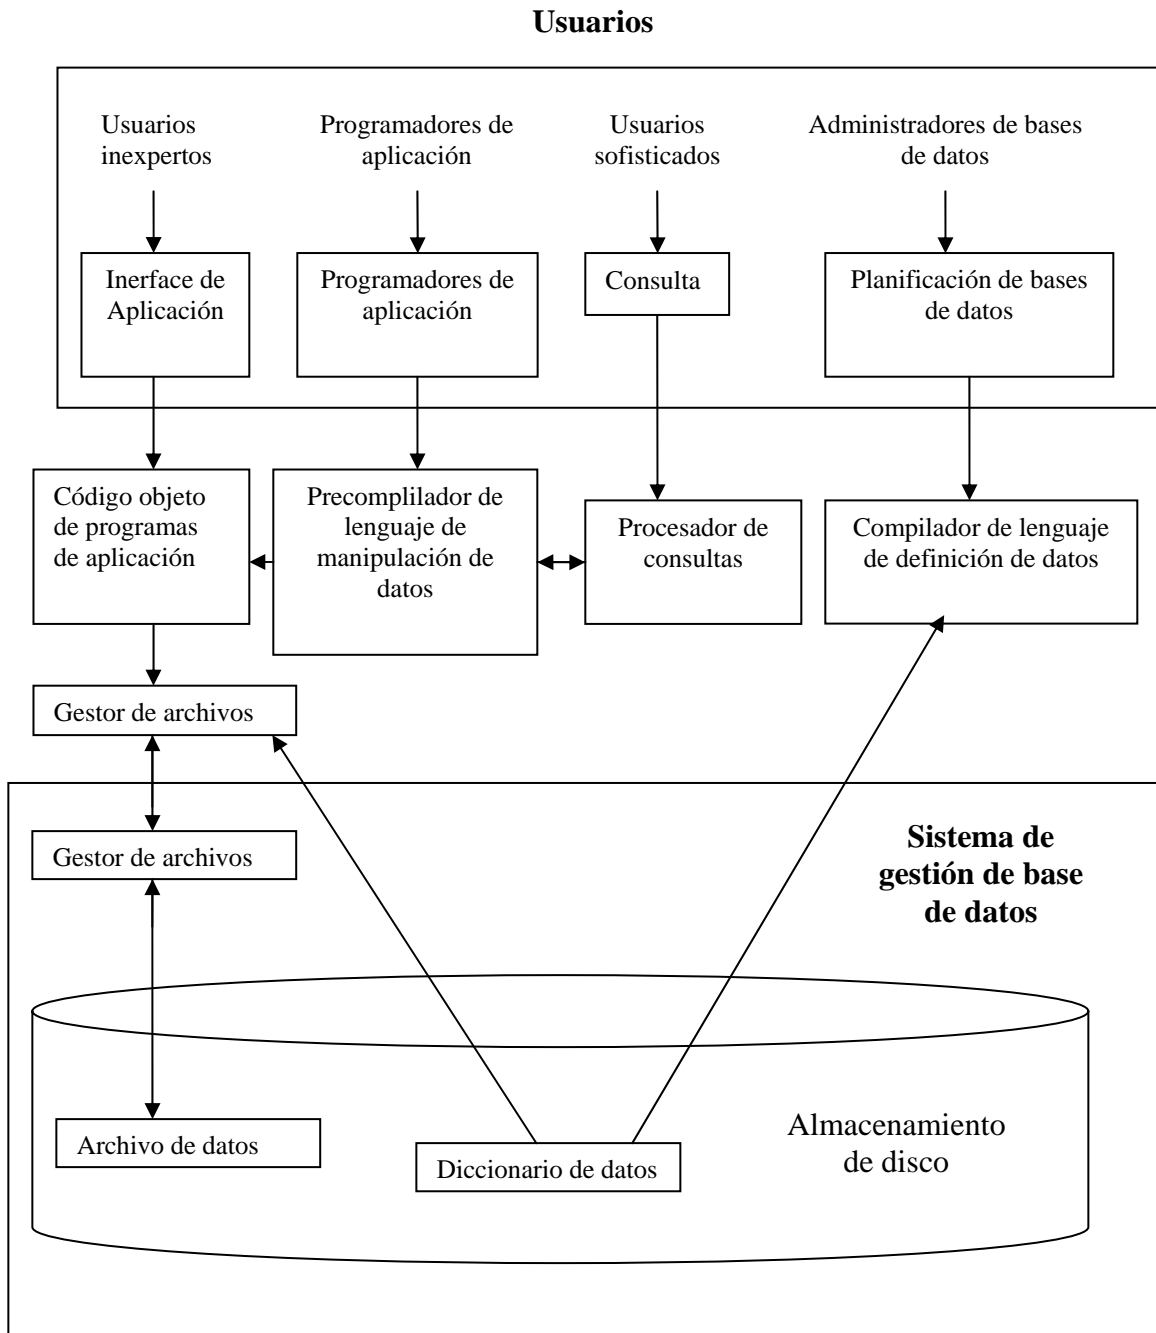 Usuarios
Usuarios
inexpertos
Programadores de
aplicación
Usuarios
sofisticados
Administradores de bases
de datos
Inerface de
Aplicación
Programadores de
aplicación
Consulta
Planificación de bases
de datos
Código objeto
de programas
de aplicación
Precomplilador de
lenguaje de
manipulación de
datos
Procesador de
consultas
Compilador de lenguaje
de definición de datos
Gestor de archivos
Gestor de archivos
Sistema de
gestión de base
de datos
Archivo de datos
Diccionario de datos
Almacenamiento
de disco